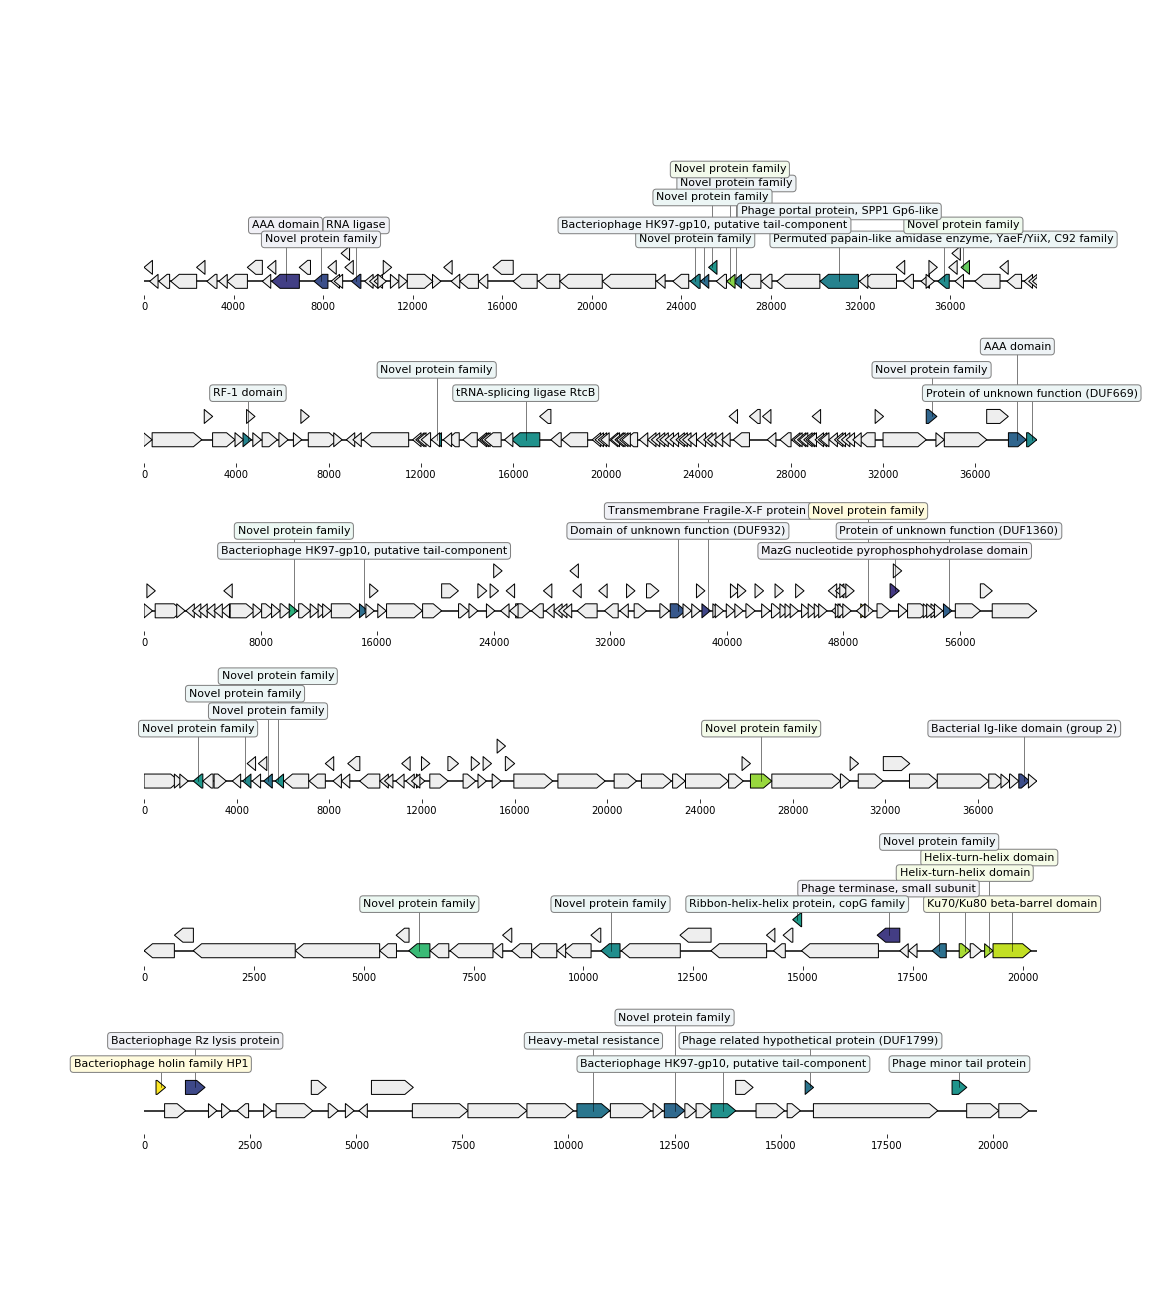 Novel protein family
Novel protein family
Novel protein family
Phage portal protein, SPP1 Gp6-like
AAA domain RNA ligase Bacteriophage HK97-gp10, putative tail-component Novel protein family
Novel protein family Novel protein family Permuted papain-like amidase enzyme, YaeF/YiiX, C92 family
0 4000 8000 12000 16000 20000 24000 28000 32000 36000
AAA domain
Novel protein family Novel protein family
RF-1 domain tRNA-splicing ligase RtcB Protein of unknown function (DUF669)
0 4000 8000 12000 16000 20000 24000 28000 32000 36000
Transmembrane Fragile-X-F protein Novel protein family
Novel protein family Domain of unknown function (DUF932) Protein of unknown function (DUF1360)
Bacteriophage HK97-gp10, putative tail-component MazG nucleotide pyrophosphohydrolase domain
0 8000 16000 24000 32000 40000 48000 56000
Novel protein family
Novel protein family
Novel protein family
Novel protein family Novel protein family Bacterial Ig-like domain (group 2)
0 4000 8000 12000 16000 20000 24000 28000 32000 36000
Novel protein family
Helix-turn-helix domain
Helix-turn-helix domain
Phage terminase, small subunit
Novel protein family Novel protein family Ribbon-helix-helix protein, copG family Ku70/Ku80 beta-barrel domain
0 2500 5000 7500 10000 12500 15000 17500 20000
Novel protein family
Bacteriophage Rz lysis protein Heavy-metal resistance Phage related hypothetical protein (DUF1799)
Bacteriophage holin family HP1 Bacteriophage HK97-gp10, putative tail-component Phage minor tail protein
0 2500 5000 7500 10000 12500 15000 17500 20000